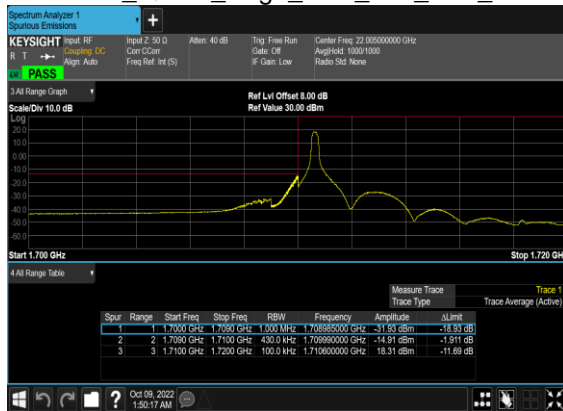 Spectrum Analyzer 1
Spurious Emissions
KEYSIGHT Input: RF Input Z: 50 Ω Atten: 40 dB Trig: Free Run Center Freq: 22.005000000 GHz
R T Coupling: DC Corr CCorr Gate: Off Avg|Hold: 1000/1000
Align: Auto Freq Ref: Int (S) IF Gain: Low Radio Std: None
PASS
3 All Range Graph
Ref Lvl Offset 8.00 dB
Scale/Div 10.0 dB Ref Value 30.00 dBm
Log
20.0
10.0
0.00
-10.0
-20.0
-30.0
-40.0
-50.0
-60.0
Start 1.700 GHz Stop 1.720 GH
4 All Range Table
Measure Trace Trace 1
Trace Type Trace Average (Active)
Spur Range Start Freq Stop Freq RBW Frequency Amplitude ΔLimit
1 1 1.7000 GHz 1.7090 GHz 1.000 MHz 1.708985000 GHz -31.93 dBm -18.93 dB
2 2 1.7090 GHz 1.7100 GHz 430.0 kHz 1.709990000 GHz -14.91 dBm -1.911 dB
3 3 1.7100 GHz 1.7200 GHz 100.0 kHz 1.710600000 GHz 18.31 dBm -11.69 dB
? Oct 09, 2022
1:50:17 AM